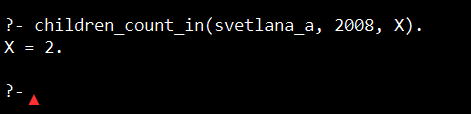 ?- children_count_in(svetlana_a, 2008, X).
X = 2.
?-